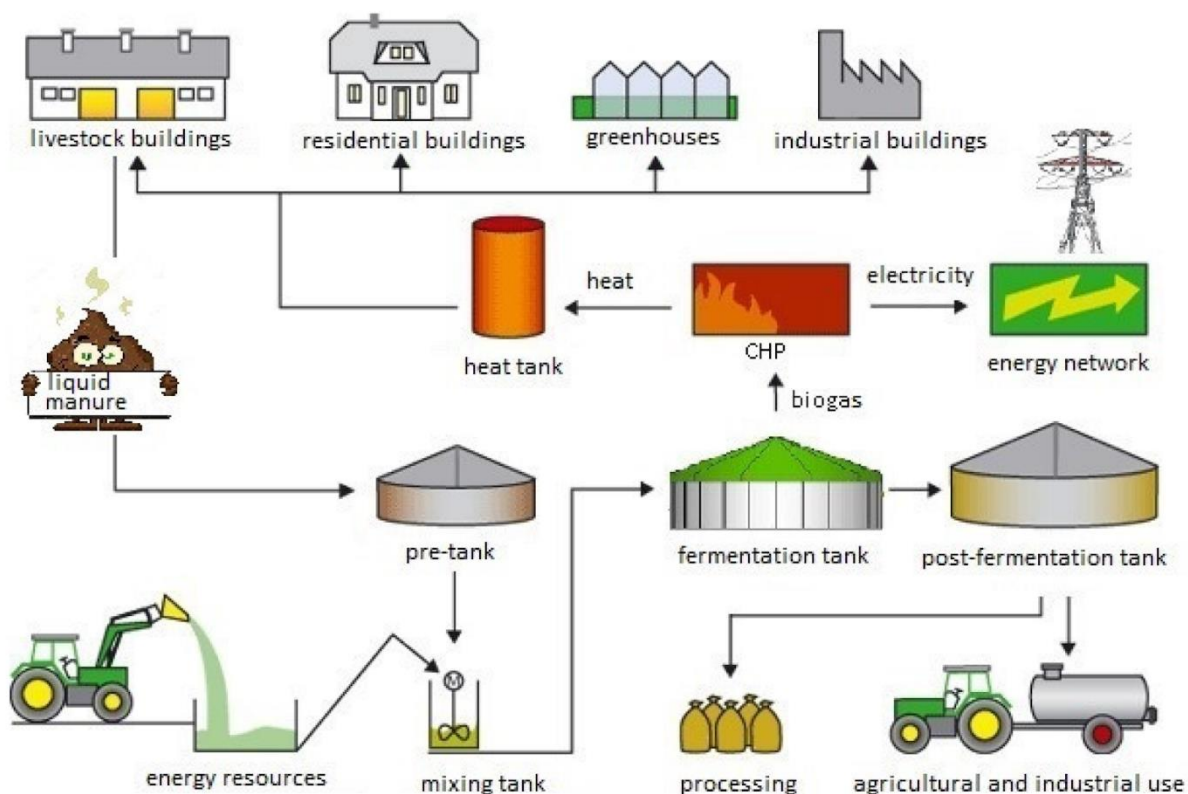 livestock buildings
residential buildings
greenhouses
industrial buildings
heat
electricity
heat tank
CHP
energy network
liquid
manure
biogas
pre-tank
fermentation tank
post-fermentation tank
M
energy resources
mixing tank
processing
agricultural and industrial use